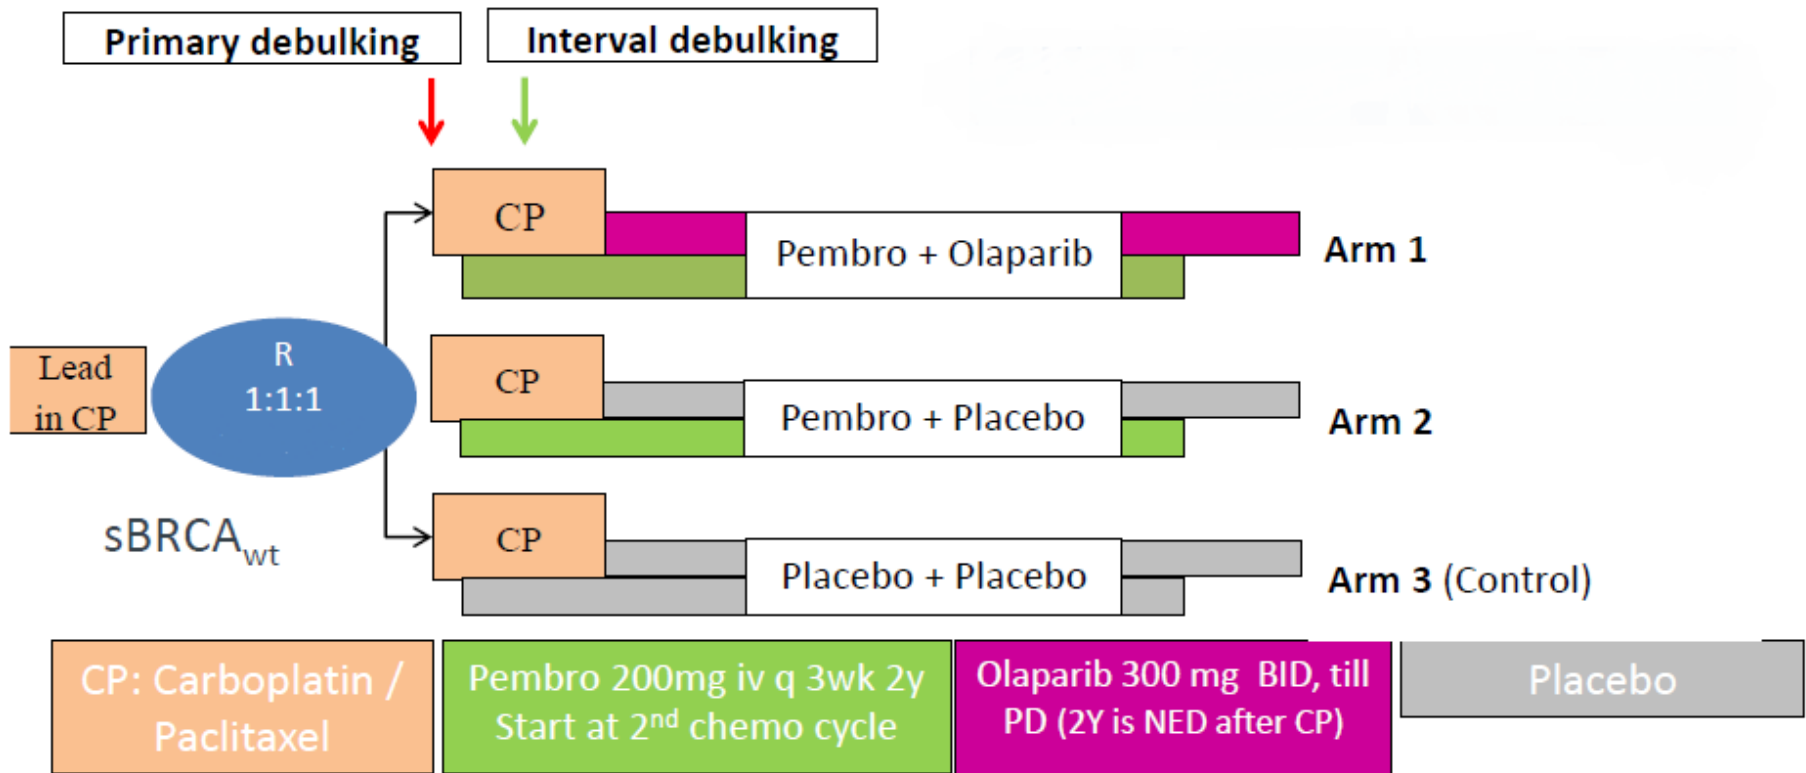 Primary debulking
Interval debulking
CP
Pembro + Olaparib
Arm 1
Lead
in CP
R
1:1:1
CP
Pembro + Placebo
Arm 2
sBRCAwt
CP
Placebo + Placebo
Arm 3 (Control)
CP: Carboplatin /
Paclitaxel
Pembro 200mg iv q 3wk 2y
Start at 2nd chemo cycle
Olaparib 300 mg BID, till
PD (2Y is NED after CP)
Placebo